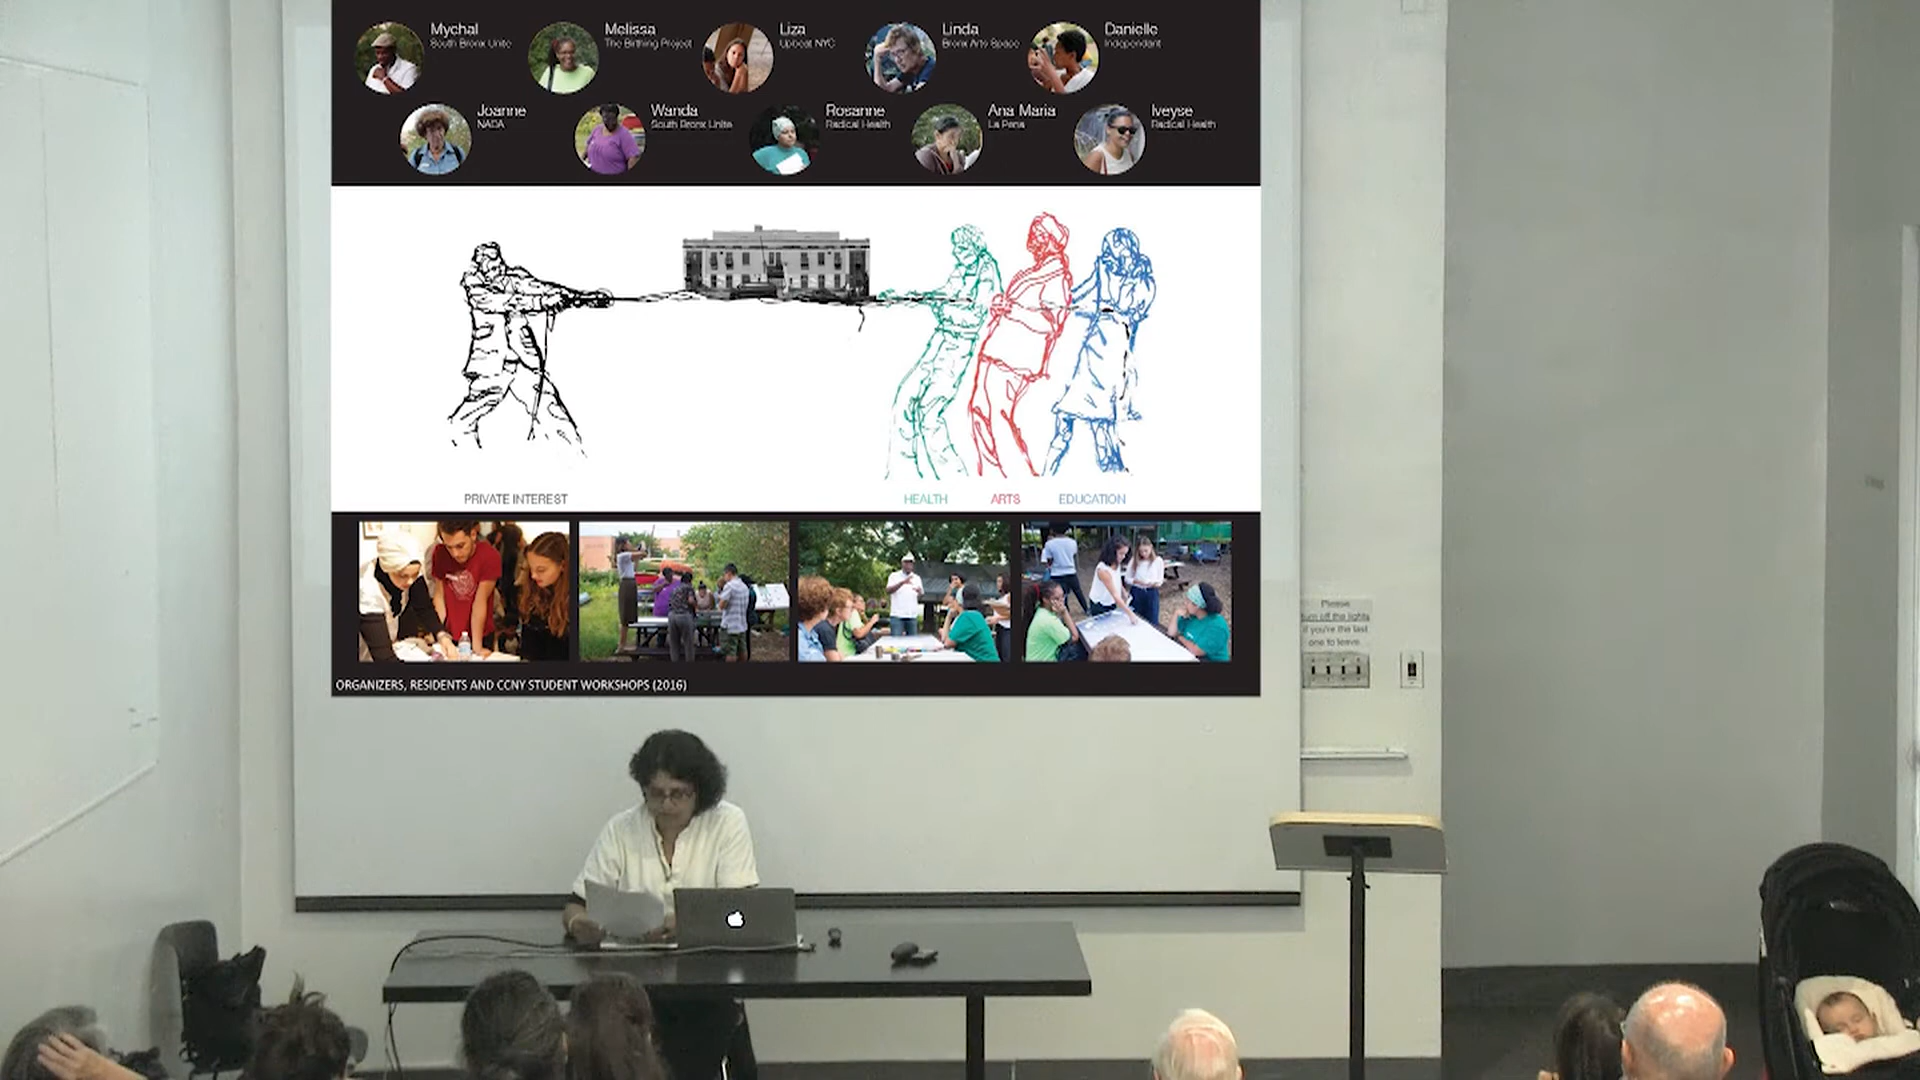 Mychal
South Bronx Unite
Melissa
The Birthing Project
Liza
Upbeat NYC
Linda
Bronx Arts Space
Danielle
Independent
Joanne
NADA
Wanda
South Bronx Unite
Rosanne
Radical Health
Ana Maria
La Pena
Iveyse
Radical Health
PRIVATE INTEREST
HEALTH
ARTS
EDUCATION
ORGANIZERS, RESIDENTS AND CCNY STUDENT WORKSHOPS (2016)
Please
turn off the lights
if you're the last
one to leave.